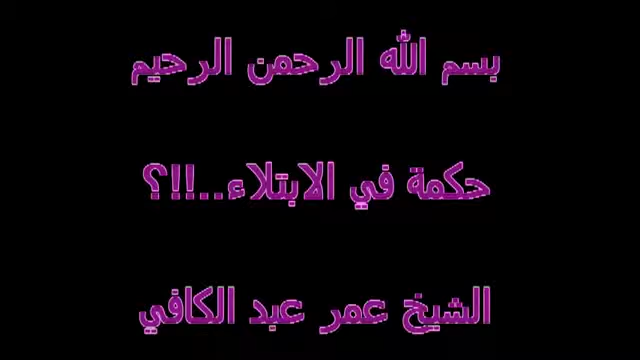 بسم الله الرحمن الرحيم
حكمة في الابتلاء..!!؟
الشيخ عمر عبد الكافي